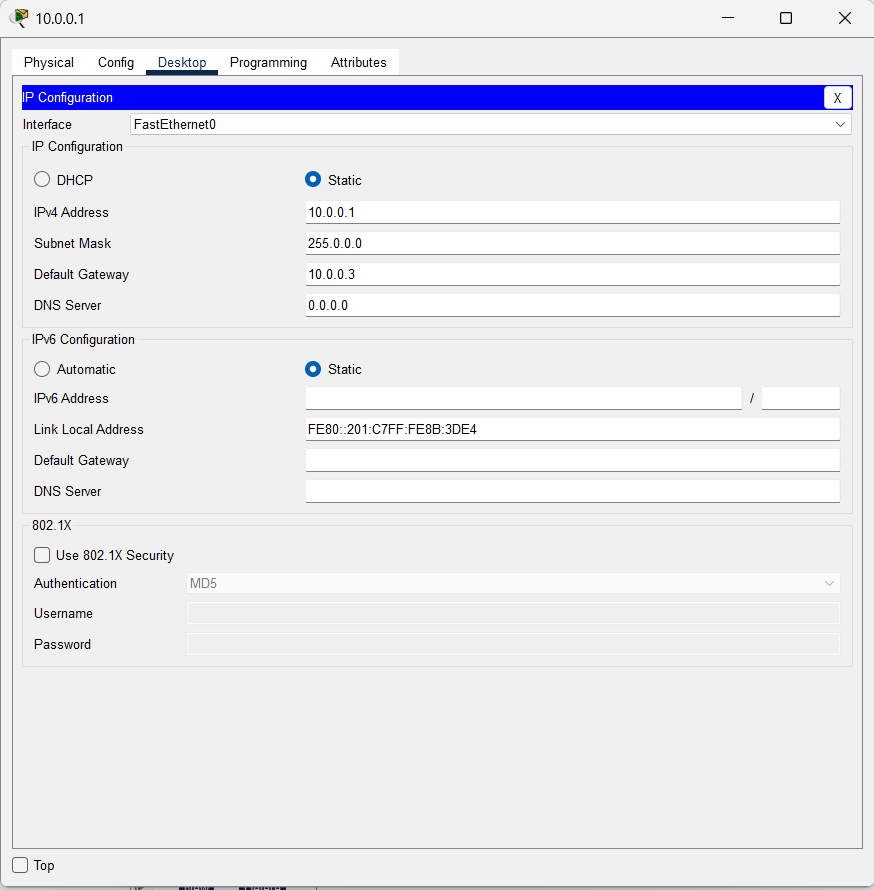 10.0.0.1
Physical Config Desktop Programming Attributes
IP Configuration X
Interface FastEthernet0
IP Configuration
DHCP Static
IPv4 Address 10.0.0.1
Subnet Mask 255.0.0.0
Default Gateway 10.0.0.3
DNS Server 0.0.0.0
IPv6 Configuration
Automatic Static
IPv6 Address /
Link Local Address FE80::201:C7FF:FE8B:3DE4
Default Gateway
DNS Server
802.1X
Use 802.1X Security
Authentication MD5
Username
Password
Top